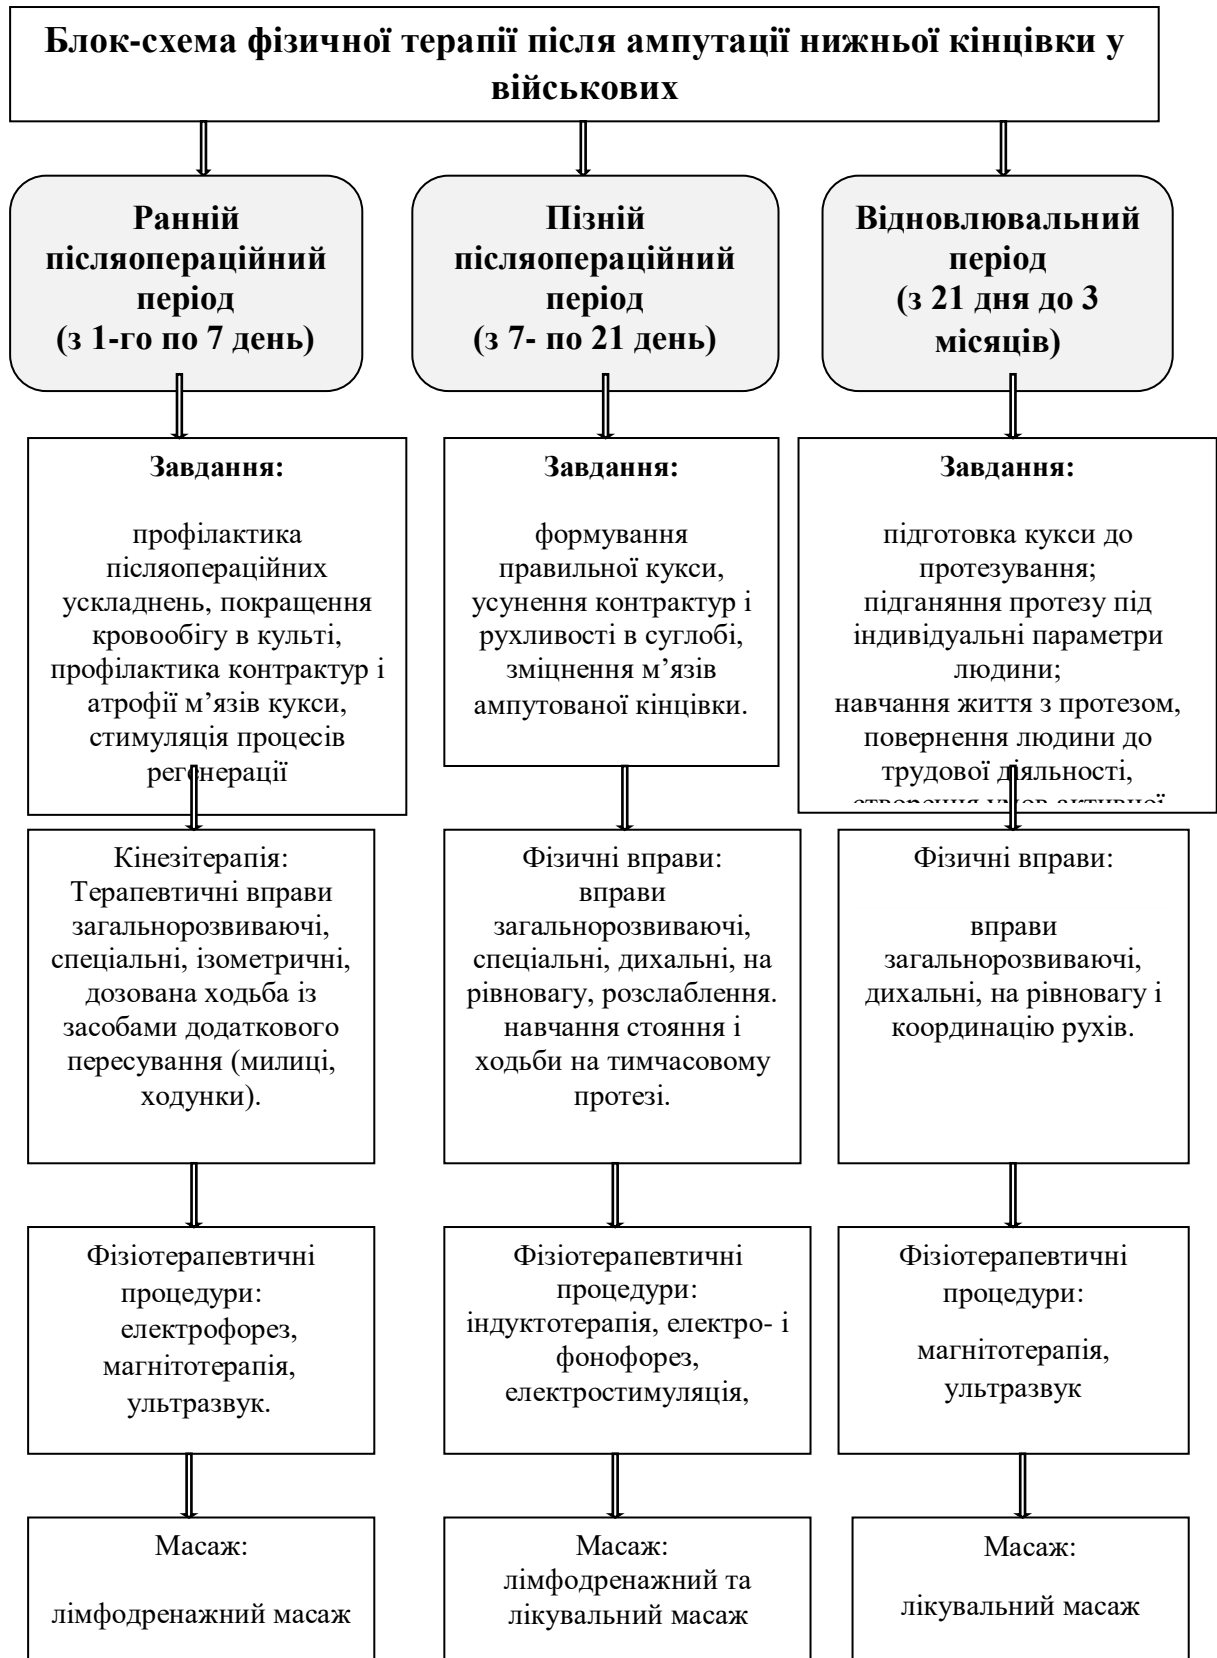 Блок-схема фізичної терапії після ампутації нижньої кінцівки у
військових
Ранній
післяопераційний
період
(з 1-го по 7 день)
Пізній
післяопераційний
період
(з 7- по 21 день)
Відновлювальний
період
(з 21 дня до 3
місяців)
Завдання:
профілактика
післяопераційних
ускладнень, покращення
кровообігу в культі,
профілактика контрактур і
атрофії м’язів кукси,
стимуляція процесів
регенерації
Завдання:
формування
правильної кукси,
усунення контрактур і
рухливості в суглобі,
зміцнення м’язів
ампутованої кінцівки.
Завдання:
підготовка кукси до
протезування;
підганяння протезу під
індивідуальні параметри
людини;
навчання життя з протезом,
повернення людини до
трудової діяльності,
створення умов активної
Кінезітерапія:
Терапевтичні вправи
загальнорозвиваючі,
спеціальні, ізометричні,
дозована ходьба із
засобами додаткового
пересування (милиці,
ходунки).
Фізичні вправи:
вправи
загальнорозвиваючі,
спеціальні, дихальні, на
рівновагу, розслаблення.
навчання стояння і
ходьби на тимчасовому
протезі.
Фізичні вправи:
вправи
загальнорозвиваючі,
дихальні, на рівновагу і
координацію рухів.
Фізіотерапевтичні
процедури:
електрофорез,
магнітотерапія,
ультразвук.
Фізіотерапевтичні
процедури:
індуктотерапія, електро- і
фонофорез,
електростимуляція,
Фізіотерапевтичні
процедури:
магнітотерапія,
ультразвук
Масаж:
лімфодренажний масаж
Масаж:
лімфодренажний та
лікувальний масаж
Масаж:
лікувальний масаж